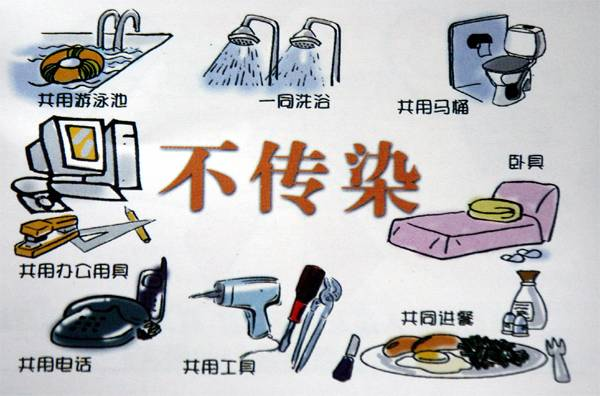 共用游泳池
一同洗浴
共用马桶
不传染
卧具
共用办公用具
共同进餐
共用电话
共用工具